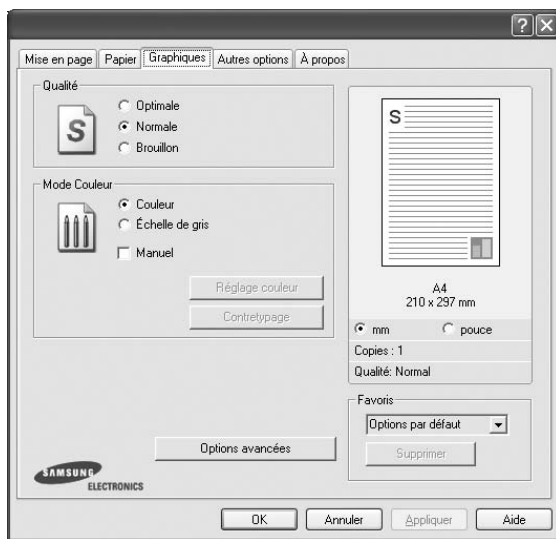 Mise en page Papier Graphiques Autres options À propos
Qualité
S
Optimale
Normale
Brouillon
Mode Couleur
Couleur
Échelle de gris
Manuel
Réglage couleur
Contretypage
Options avancées
SAMSUNG
ELECTRONICS
S
A4
210 x 297 mm
mm pouce
Copies : 1
Qualité: Normal
Favoris
Options par défaut
Supprimer
OK Annuler Appliquer Aide